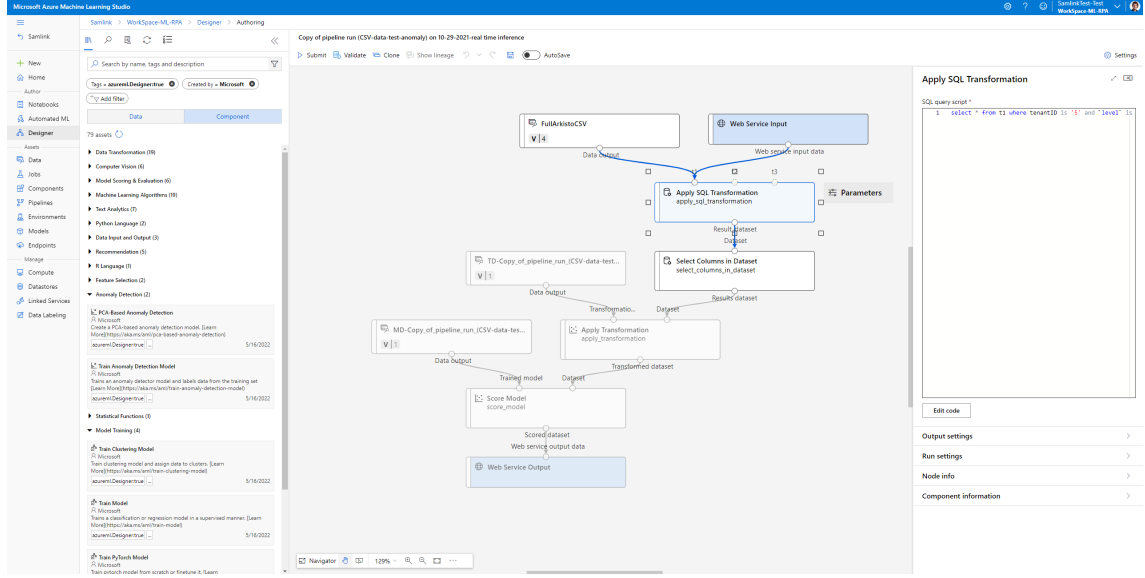 Microsoft Azure Machine Learning Studio
SamlinkTest-Test
WorkSpace-ML-RPA
Samlink
New
Home
Author
Notebooks
Automated ML
Designer
Assets
Data
Jobs
Components
Pipelines
Environments
Models
Endpoints
Manage
Compute
Datastores
Linked Services
Data Labeling
Samlink > WorkSpace-ML-RPA > Designer > Authoring
Search by name, tags and description
Tags = azureml.Designer:true
Created by = Microsoft
Add filter
Data
Component
79 assets
Data Transformation (19)
Computer Vision (6)
Model Scoring & Evaluation (6)
Machine Learning Algorithms (19)
Text Analytics (7)
Python Language (2)
Data Input and Output (3)
Recommendation (5)
R Language (1)
Feature Selection (2)
Anomaly Detection (2)
PCA-Based Anomaly Detection
Microsoft
Create a PCA-based anomaly detection model. [Learn
More](https://aka.ms/aml/pca-based-anomaly-detection)
azureml.Designer:true ...
5/16/2022
Train Anomaly Detection Model
Microsoft
Trains an anomaly detector model and labels data from the training set
[Learn More](https://aka.ms/aml/train-anomaly-detection-model)
azureml.Designer:true ...
5/16/2022
Statistical Functions (1)
Model Training (4)
Train Clustering Model
Microsoft
Train clustering model and assign data to clusters. [Learn
More](https://aka.ms/aml/train-clustering-model)
azureml.Designer:true ...
5/16/2022
Train Model
Microsoft
Trains a classification or regression model in a supervised manner. [Learn
More](https://aka.ms/aml/train-model)
azureml.Designer:true ...
5/16/2022
Train PyTorch Model
Microsoft
Train pytorch model from scratch or finetune it. [Learn
Copy of pipeline run (CSV-data-test-anomaly) on 10-29-2021-real time inference
Submit
Validate
Clone
Show lineage
AutoSave
Settings
FullArkistoCSV
V 4
Data output
Web Service Input
Web service input data
t1
t2
t3
Apply SQL Transformation
apply_sql_transformation
Parameters
Result dataset
Dataset
TD-Copy_of_pipeline_run_(CSV-data-test...
V 1
Data output
Select Columns in Dataset
select_columns_in_dataset
Results dataset
Transformatio...
Dataset
MD-Copy_of_pipeline_run_(CSV-data-tes...
V 1
Data output
Apply Transformation
apply_transformation
Transformed dataset
Trained model
Dataset
Score Model
score_model
Scored dataset
Web service output data
Web Service Output
Navigator
129%
Apply SQL Transformation
SQL query script *
1 select * from t1 where tenantID is '5' and "level" is
Edit code
Output settings
Run settings
Node info
Component information